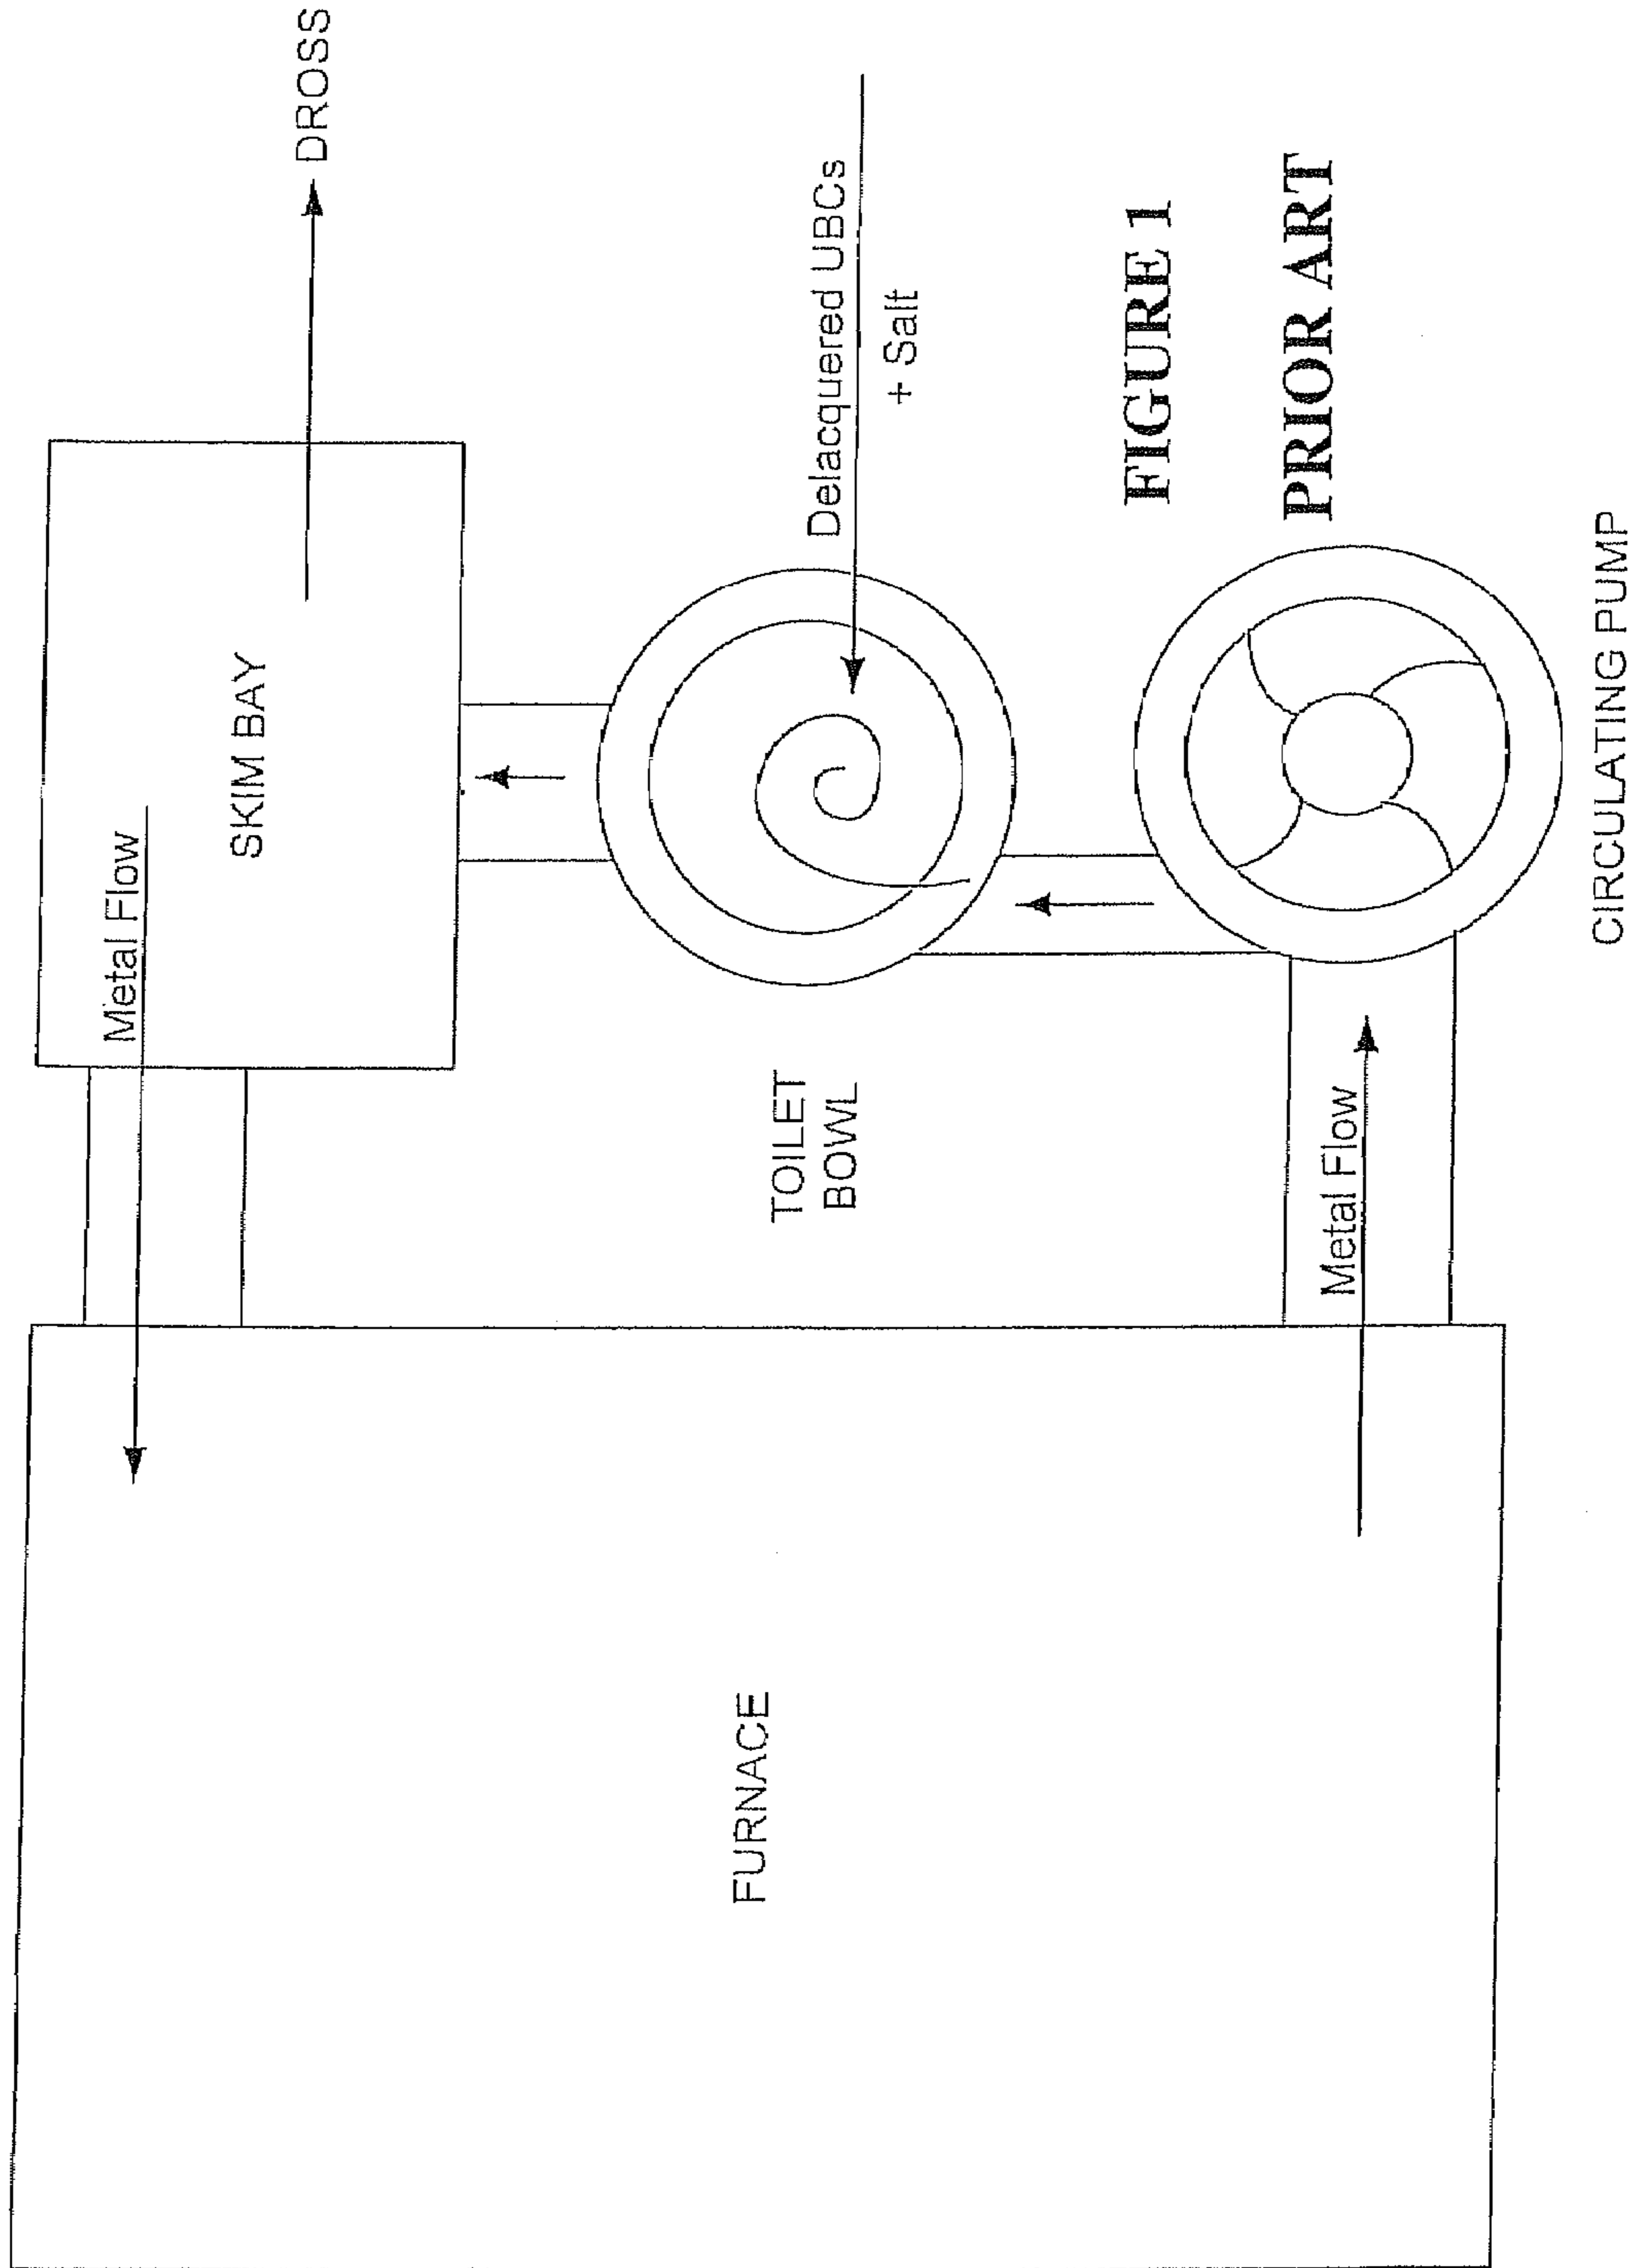 DROSS
SKIM BAY
Metal Flow
Delacquered UBCs
+ Salt
TOILET
BOWL
FIGURE 1
PRIOR ART
Metal Flow
CIRCULATING PUMP
FURNACE